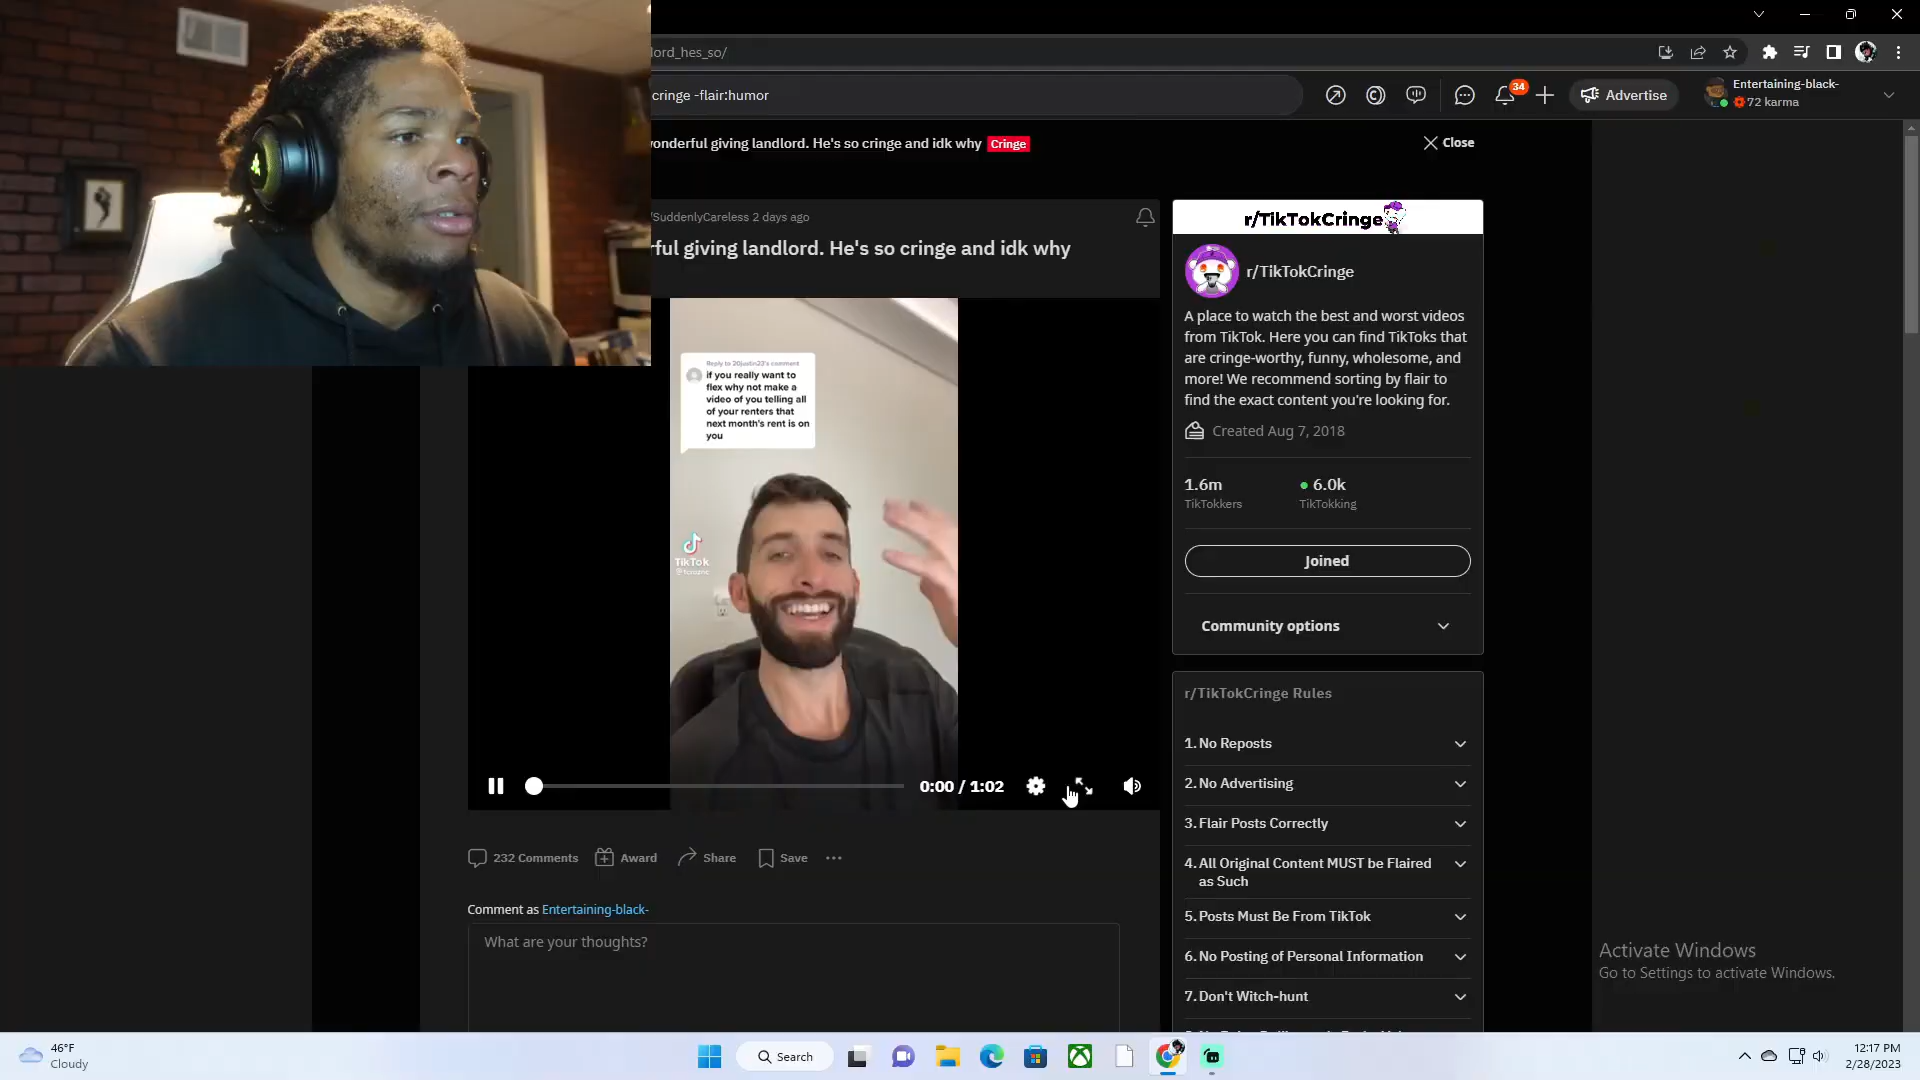 lord_hes_so/
cringe -flair:humor
34
Advertise
Entertaining-black-
72 karma
onderful giving landlord. He's so cringe and idk why Cringe
Close
/SuddenlyCareless 2 days ago
rful giving landlord. He's so cringe and idk why
r/TikTokCringe
r/TikTokCringe
A place to watch the best and worst videos
from TikTok. Here you can find TikToks that
are cringe-worthy, funny, wholesome, and
more! We recommend sorting by flair to
find the exact content you're looking for.
Created Aug 7, 2018
1.6m
TikTokkers
6.0k
TikTokking
Joined
Community options
r/TikTokCringe Rules
1. No Reposts
2. No Advertising
3. Flair Posts Correctly
4. All Original Content MUST be Flaired
as Such
5. Posts Must Be From TikTok
6. No Posting of Personal Information
7. Don't Witch-hunt
Reply to 20justin23's comment
if you really want to
flex why not make a
video of you telling all
of your renters that
next month's rent is on
you
TikTok
0:00 / 1:02
232 Comments
Award
Share
Save
Comment as Entertaining-black-
What are your thoughts?
Activate Windows
Go to Settings to activate Windows.
46°F
Cloudy
Search
12:17 PM
2/28/2023